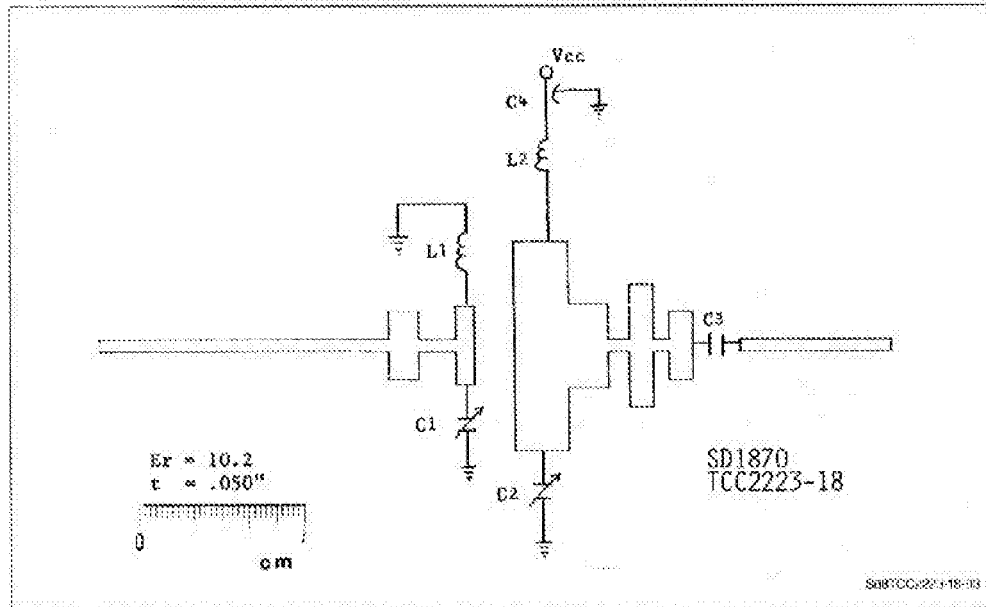 Vcc
C4
L2
L1
C3
C1
C2
Er = 10.2
t = .050"
0
cm
SD1870
TCC2223-18